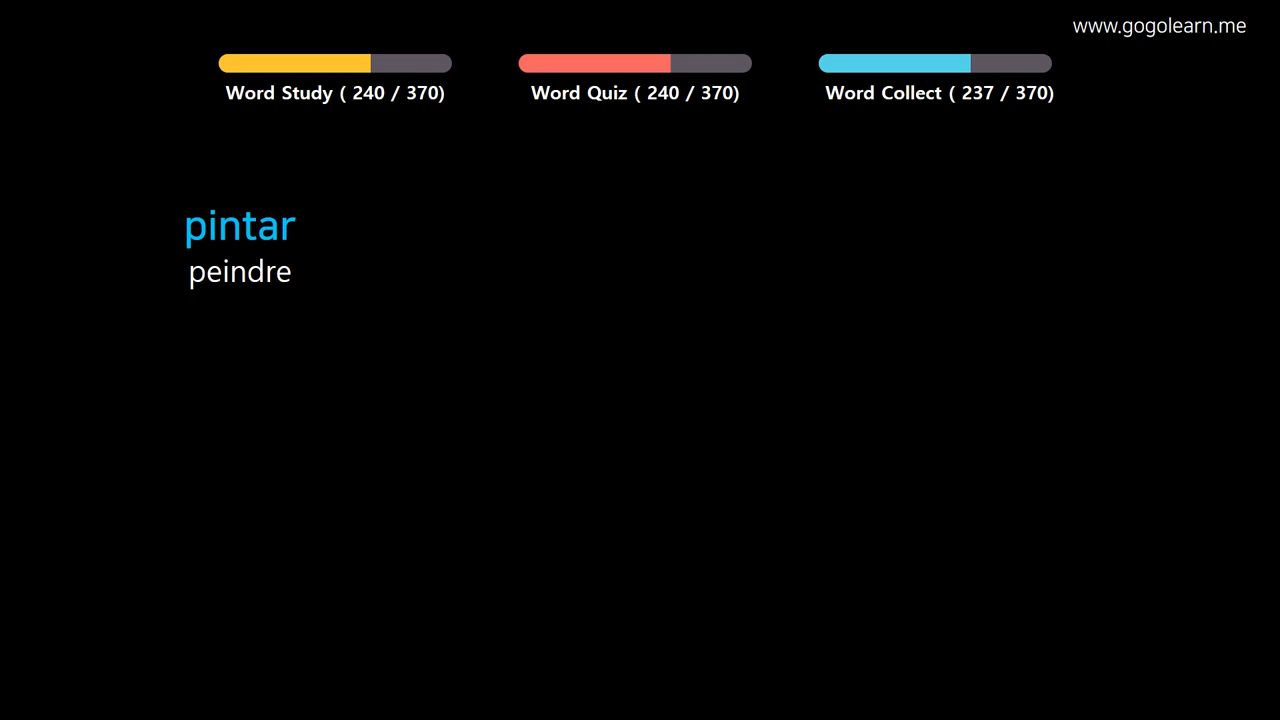 www.gogolearn.me
Word Study ( 240 / 370)
Word Quiz ( 240 / 370)
Word Collect ( 237 / 370)
pintar
peindre